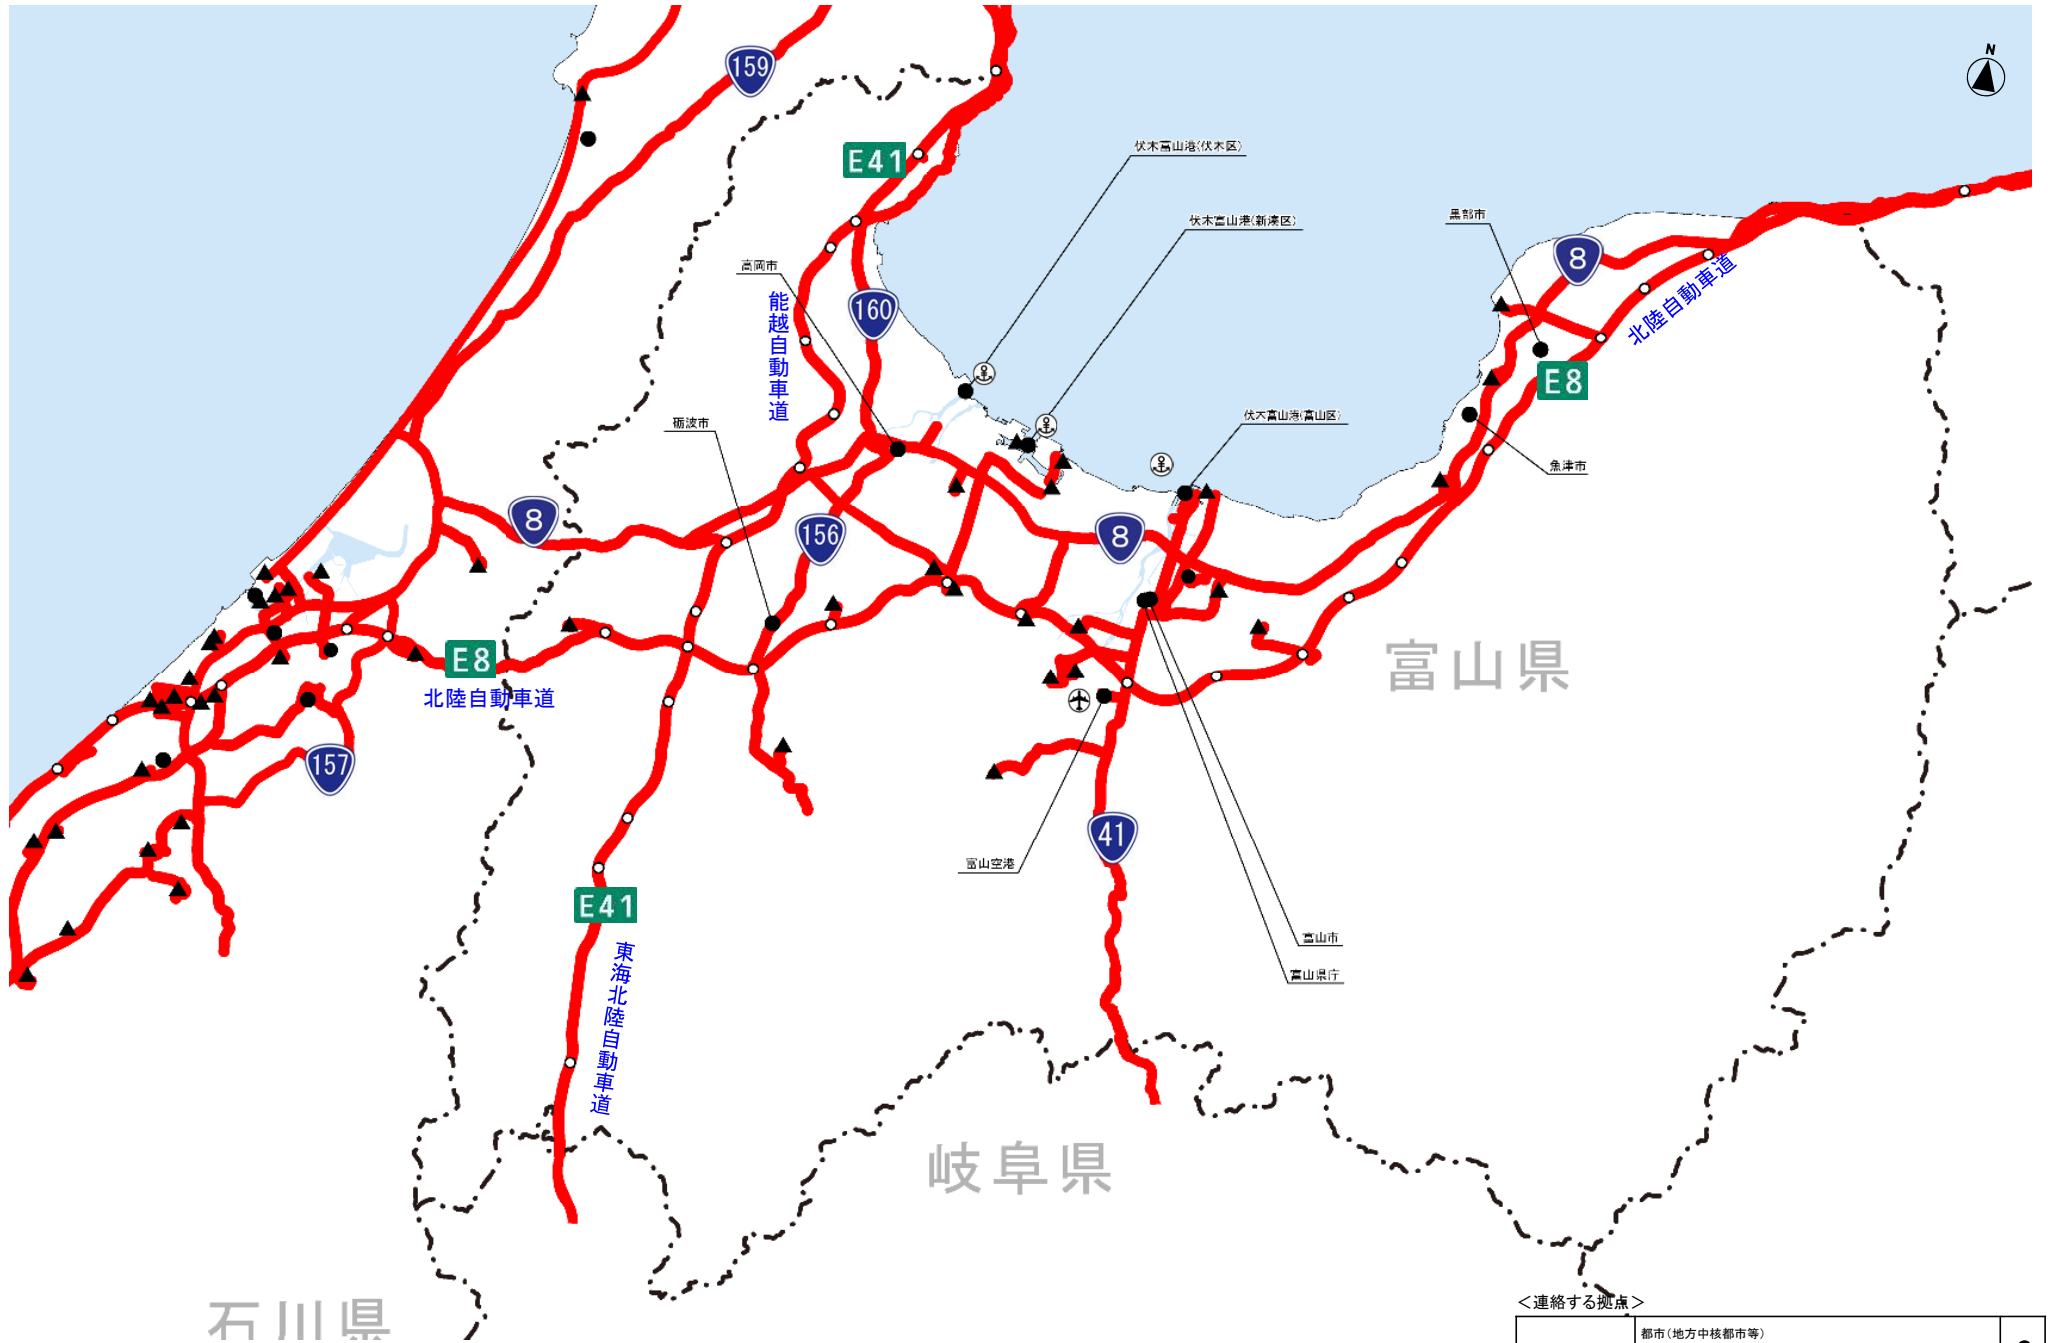 159
N
E41
伏木富山港(伏木区)
伏木富山港(新湊区)
黒部市
8
高岡市
能越自動車道
160
北陸自動車道
E8
砺波市
伏木富山港(富山区)
魚津市
8
156
8
E8
北陸自動車道
富山県
157
41
富山空港
E41
東海北陸自動車道
富山市
富山県庁
岐阜県
石川県
＜連絡する拠点＞
都市(地方中核都市等)